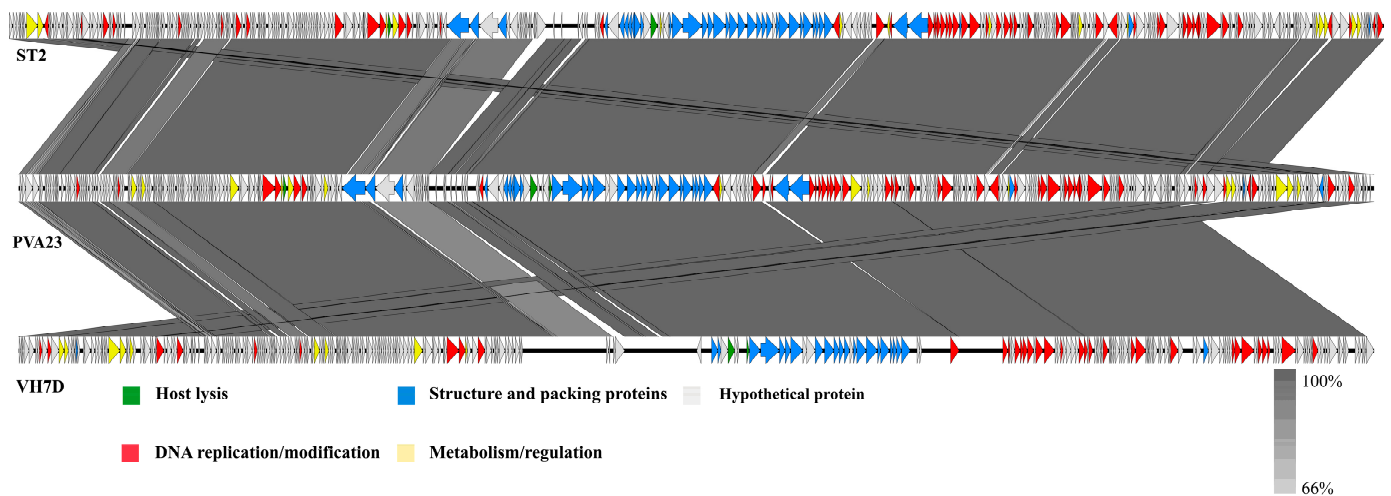 ST2
PVA23
VH7D
Host lysis
Structure and packing proteins
Hypothetical protein
100%
DNA replication/modification
Metabolism/regulation
66%